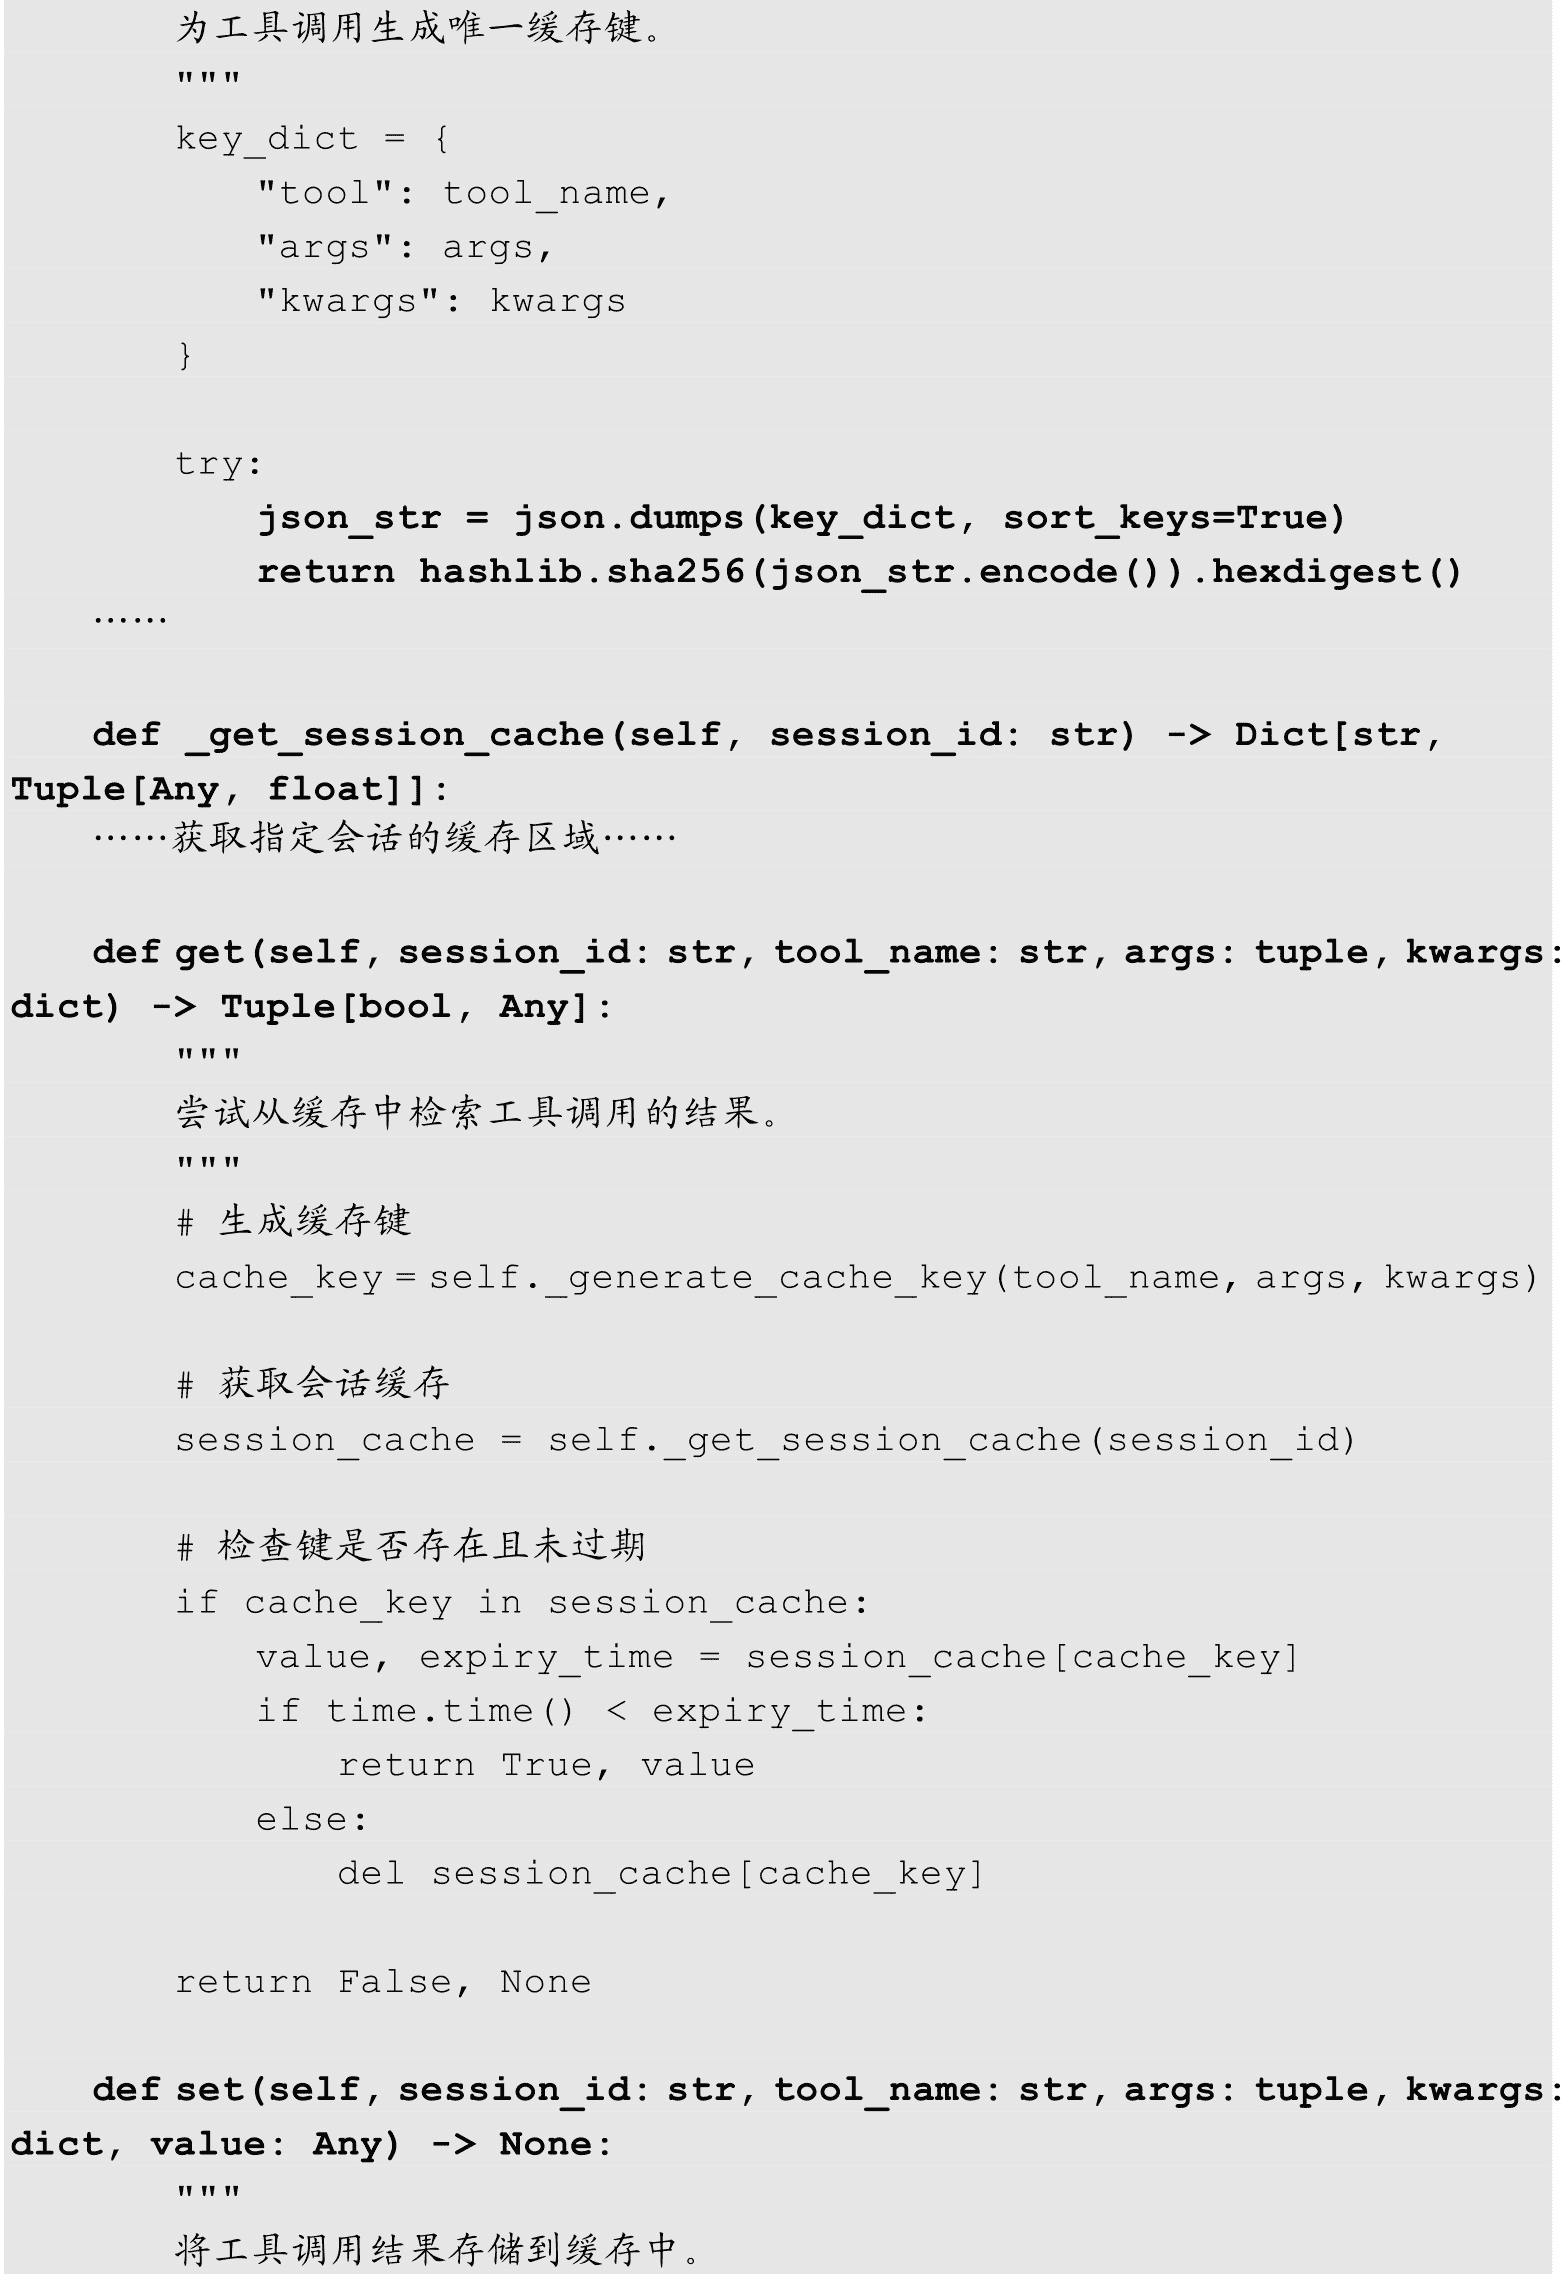 为工具调用生成唯一缓存键。
"""
key_dict = {
"tool": tool_name,
"args": args,
"kwargs": kwargs
}
try:
json_str = json.dumps(key_dict, sort_keys=True)
return hashlib.sha256(json_str.encode()).hexdigest()
……
def _get_session_cache(self, session_id: str) -> Dict[str,
Tuple[Any, float]]:
……获取指定会话的缓存区域……
def get(self, session_id: str, tool_name: str, args: tuple, kwargs:
dict) -> Tuple[bool, Any]:
"""
尝试从缓存中检索工具调用的结果。
"""
# 生成缓存键
cache_key = self._generate_cache_key(tool_name, args, kwargs)
# 获取会话缓存
session_cache = self._get_session_cache(session_id)
# 检查键是否存在且未过期
if cache_key in session_cache:
value, expiry_time = session_cache[cache_key]
if time.time() < expiry_time:
return True, value
else:
del session_cache[cache_key]
return False, None
def set(self, session_id: str, tool_name: str, args: tuple, kwargs:
dict, value: Any) -> None:
"""
将工具调用结果存储到缓存中。